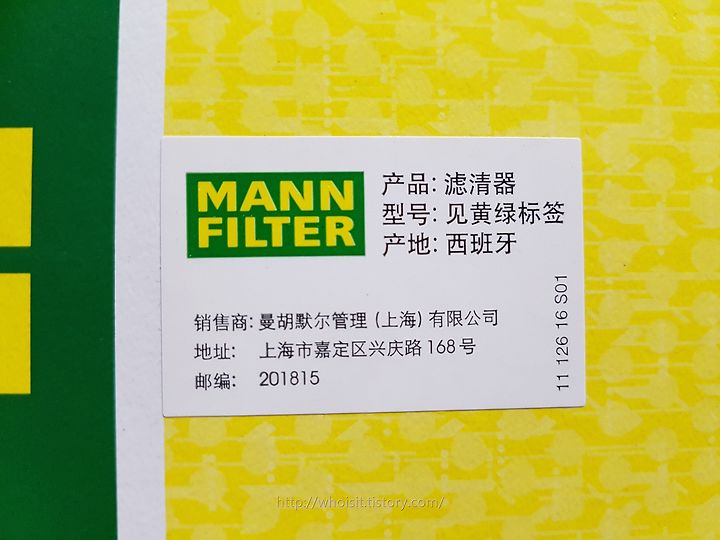 MANN
FILTER
产品: 滤清器
型号: 见黄绿标签
产地: 西班牙
销售商: 曼胡默尔管理 (上海) 有限公司
地址: 上海市嘉定区兴庆路 168 号
邮编: 201815
11 126 16 S01
http://whoisit.tistory.com/